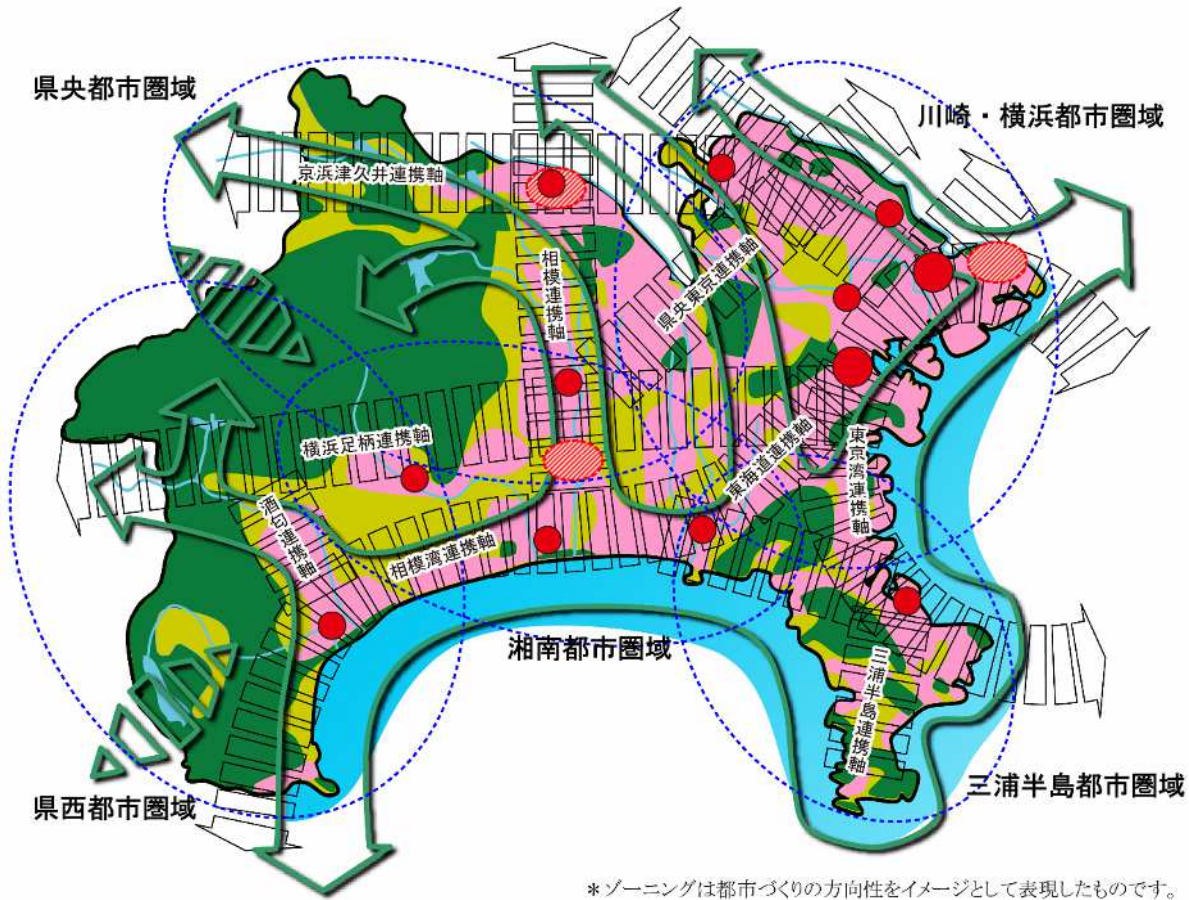 県央都市圏域
川崎・横浜都市圏域
京浜津久井連携軸
相模連携軸
県央東京連携軸
横浜足柄連携軸
東海道連携軸
東京湾連携軸
酒匂連携軸
相模湾連携軸
湘南都市圏域
三浦半島連携軸
県西都市圏域
三浦半島都市圏域
*ゾーニングは都市づくりの方向性をイメージとして表現したものです。